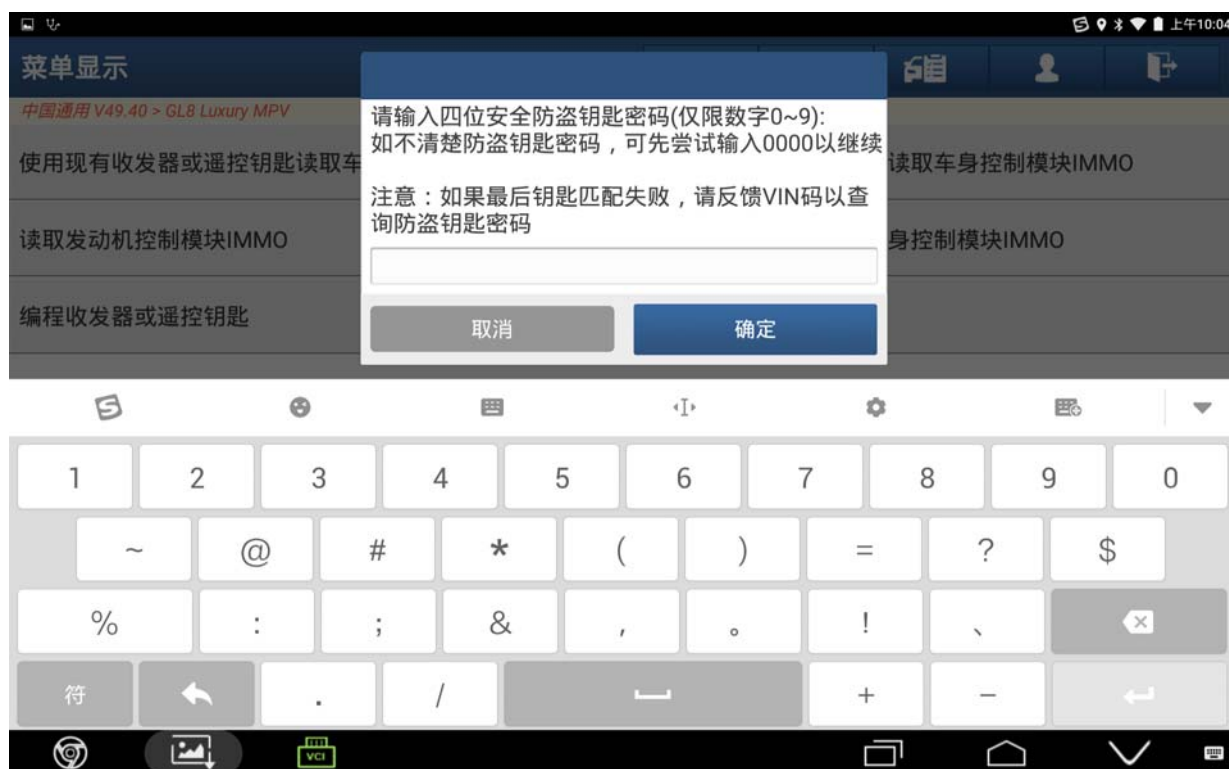 上午10:04
菜单显示
中国通用 V49.40 > GL8 Luxury MPV
请输入四位安全防盗钥匙密码(仅限数字0~9):
如不清楚防盗钥匙密码，可先尝试输入0000以继续
注意：如果最后钥匙匹配失败，请反馈VIN码以查
询防盗钥匙密码
取消
确定
使用现有收发器或遥控钥匙读取车
读取车身控制模块IMMO
读取发动机控制模块IMMO
身控制模块IMMO
编程收发器或遥控钥匙
1 2 3 4 5 6 7 8 9 0
~ @ # * ( ) = ? $
% : ; & , 。 ! 、
符 . / + −
VCI